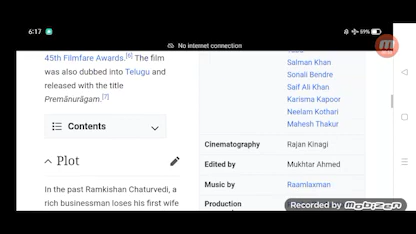 6:17
59%
No internet connection
45th Filmfare Awards.[6] The film
was also dubbed into Telugu and
released with the title
Premānurāgam.[7]
Contents
Plot
In the past Ramkishan Chaturvedi, a
rich businessman loses his first wife
Salman Khan
Sonali Bendre
Saif Ali Khan
Karisma Kapoor
Neelam Kothari
Mahesh Thakur
Cinematography Rajan Kinagi
Edited by Mukhtar Ahmed
Music by Raamlaxman
Production
Recorded by Mobizen